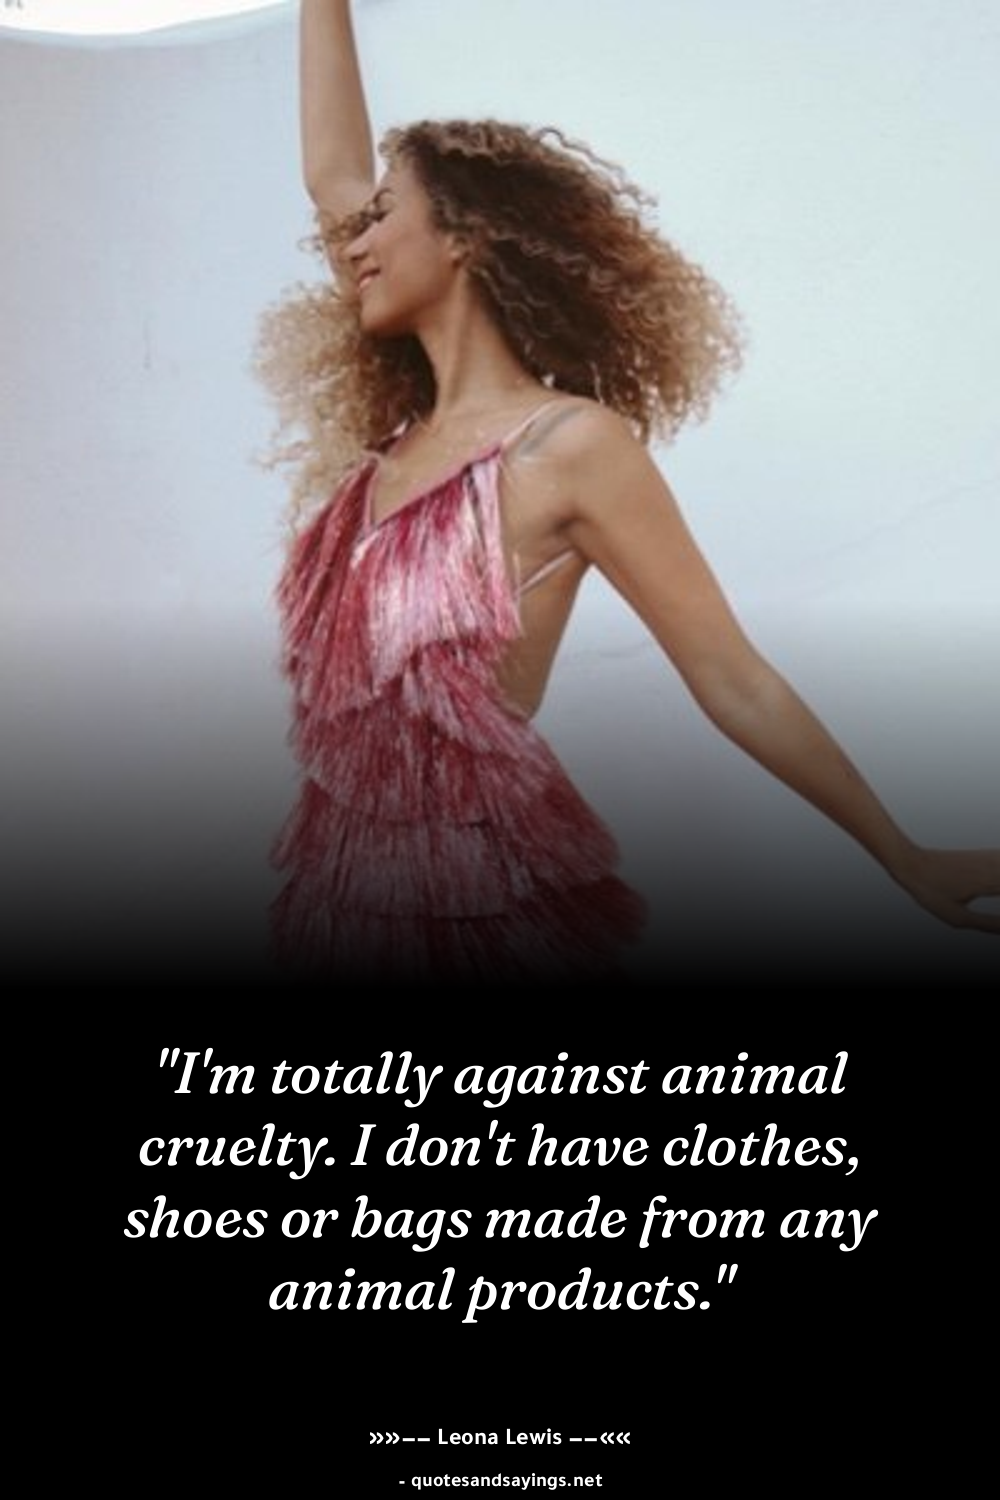 "I'm totally against animal
cruelty. I don't have clothes,
shoes or bags made from any
animal products."
»»−− Leona Lewis −−««
- quotesandsayings.net